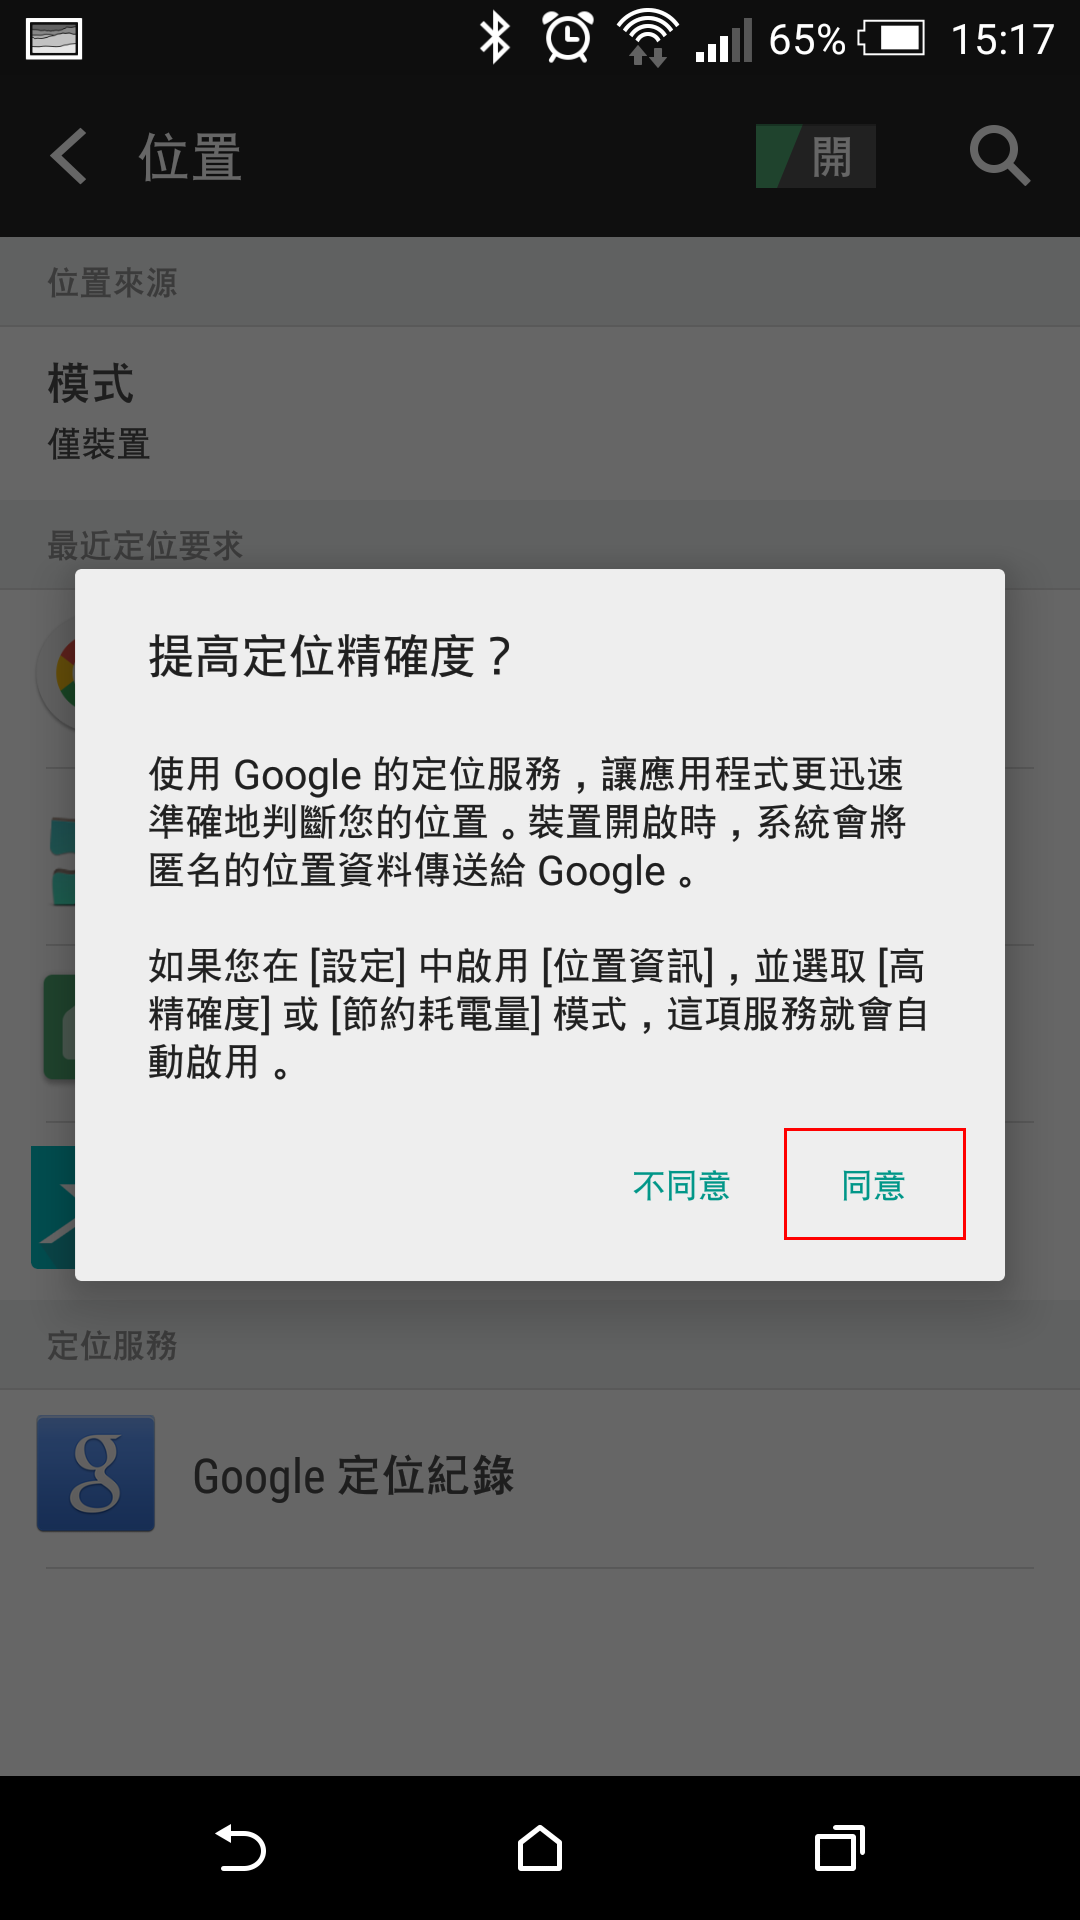 65% 15:17
位置 開
位置來源
模式
僅裝置
最近定位要求
提高定位精確度？
使用 Google 的定位服務，讓應用程式更迅速
準確地判斷您的位置。裝置開啟時，系統會將
匿名的位置資料傳送給 Google。
如果您在 [設定] 中啟用 [位置資訊]，並選取 [高
精確度] 或 [節約耗電量] 模式，這項服務就會自
動啟用。
不同意 同意
定位服務
g
Google 定位紀錄